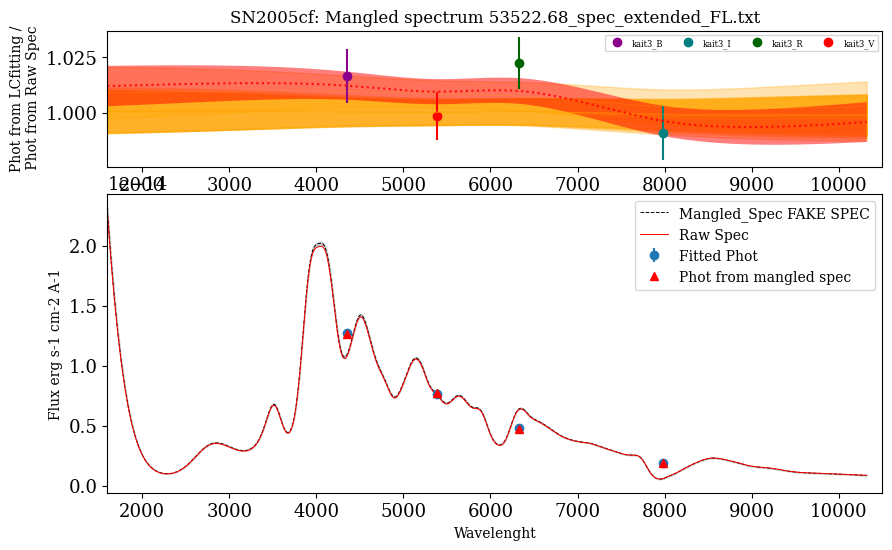 SN2005cf: Mangled spectrum 53522.68_spec_extended_FL.txt
Phot from LCfitting /
Phot from Raw Spec
1.025
1.000
kait3_B kait3_I kait3_R kait3_V
2000 3000 4000 5000 6000 7000 8000 9000 10000
1e−14
Flux erg s-1 cm-2 A-1
2.0
1.5
1.0
0.5
0.0
Mangled_Spec FAKE SPEC
Raw Spec
Fitted Phot
Phot from mangled spec
2000 3000 4000 5000 6000 7000 8000 9000 10000
Wavelenght